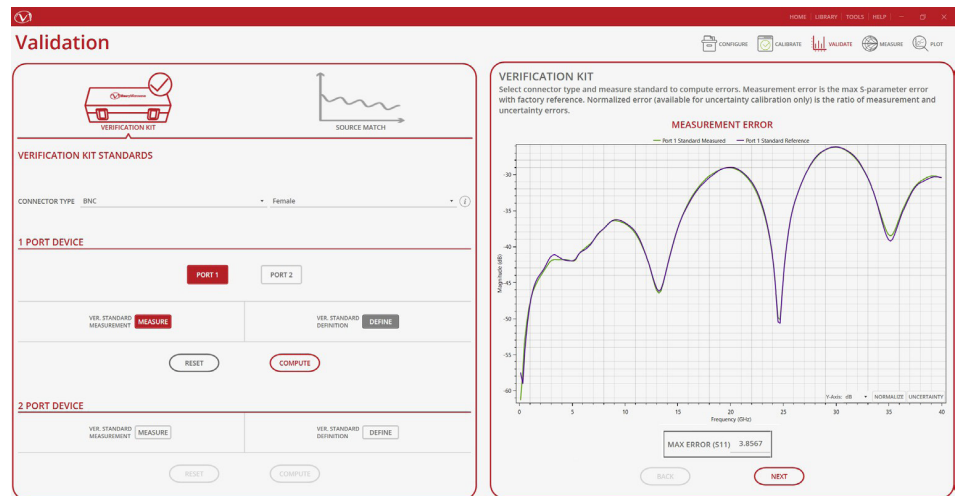 HOME | LIBRARY | TOOLS | HELP |
Validation
CONFIGURE
CALIBRATE
VALIDATE
MEASURE
PLOT
VERIFICATION KIT
SOURCE MATCH
VERIFICATION KIT STANDARDS
CONNECTOR TYPE BNC Female i
1 PORT DEVICE
PORT 1 PORT 2
VER. STANDARD
MEASUREMENT MEASURE
VER. STANDARD
DEFINITION DEFINE
RESET COMPUTE
2 PORT DEVICE
VER. STANDARD
MEASUREMENT MEASURE
VER. STANDARD
DEFINITION DEFINE
RESET COMPUTE
VERIFICATION KIT
Select connector type and measure standard to compute errors. Measurement error is the max S-parameter error
with factory reference. Normalized error (available for uncertainty calibration only) is the ratio of measurement and
uncertainty errors.
MEASUREMENT ERROR
Port 1 Standard Measured Port 1 Standard Reference
Magnitude (dB)
-30
-35
-40
-45
-50
-55
-60
Y-Axis: dB NORMALIZE UNCERTAINTY
0 5 10 15 20 25 30 35 40
Frequency (GHz)
MAX ERROR (S11) 3.8567
BACK NEXT